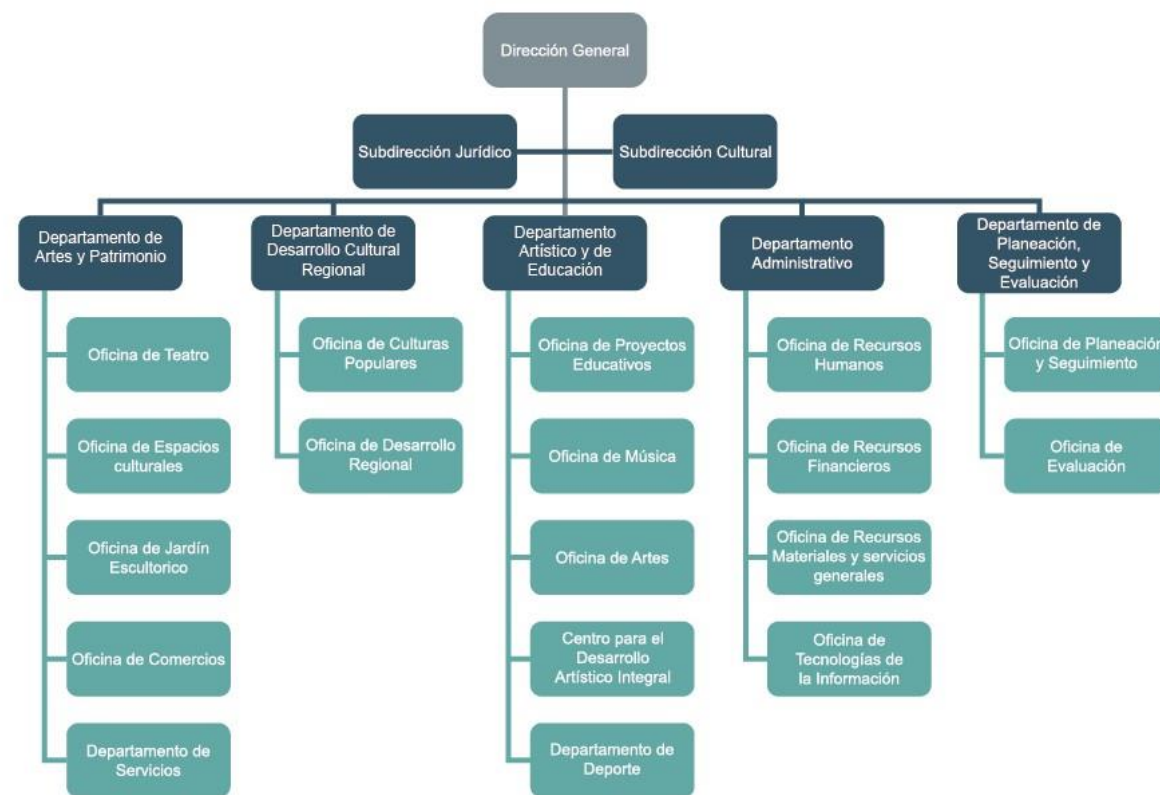 Dirección General
Subdirección Jurídico
Subdirección Cultural
Departamento de
Artes y Patrimonio
Departamento de
Desarrollo Cultural
Regional
Departamento
Artístico y de
Educación
Departamento
Administrativo
Departamento de
Planeación,
Seguimiento y
Evaluación
Oficina de Teatro
Oficina de Espacios
culturales
Oficina de Jardín
Escultorico
Oficina de Comercios
Departamento de
Servicios
Oficina de Culturas
Populares
Oficina de Desarrollo
Regional
Oficina de Proyectos
Educativos
Oficina de Música
Oficina de Artes
Centro para el
Desarrollo
Artístico Integral
Departamento de
Deporte
Oficina de Recursos
Humanos
Oficina de Recursos
Financieros
Oficina de Recursos
Materiales y servicios
generales
Oficina de
Tecnologías de
la Información
Oficina de Planeación
y Seguimiento
Oficina de
Evaluación